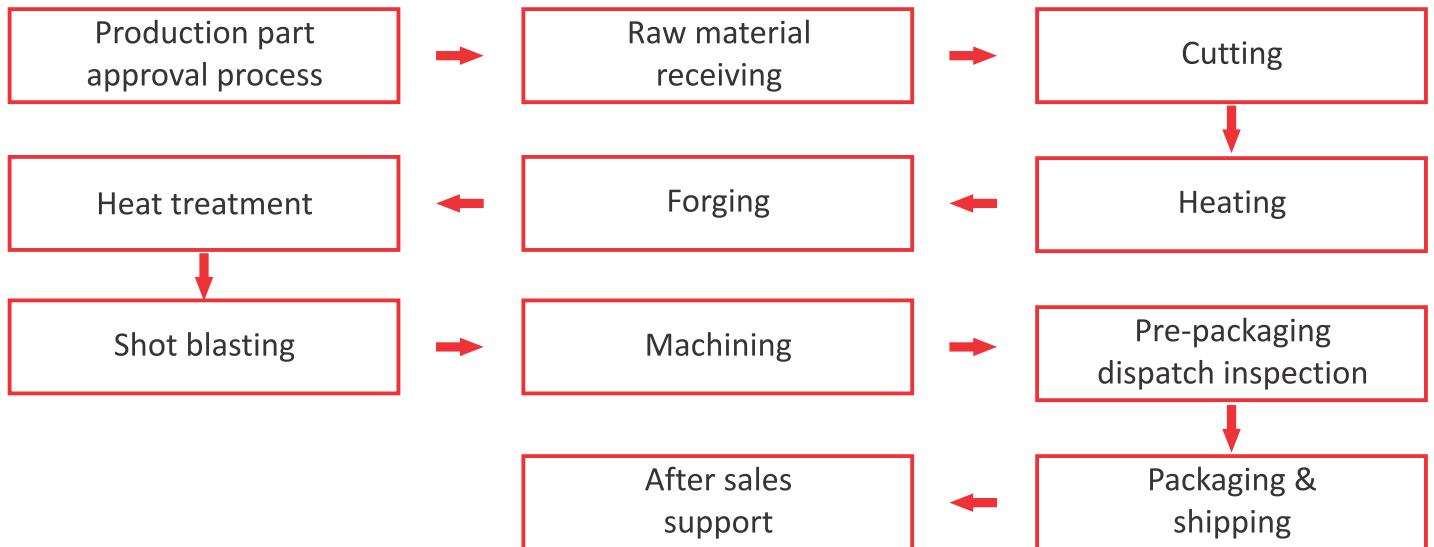 Production part
approval process
Raw material
receiving
Cutting
Heating
Forging
Heat treatment
Shot blasting
Machining
Pre-packaging
dispatch inspection
Packaging &
shipping
After sales
support